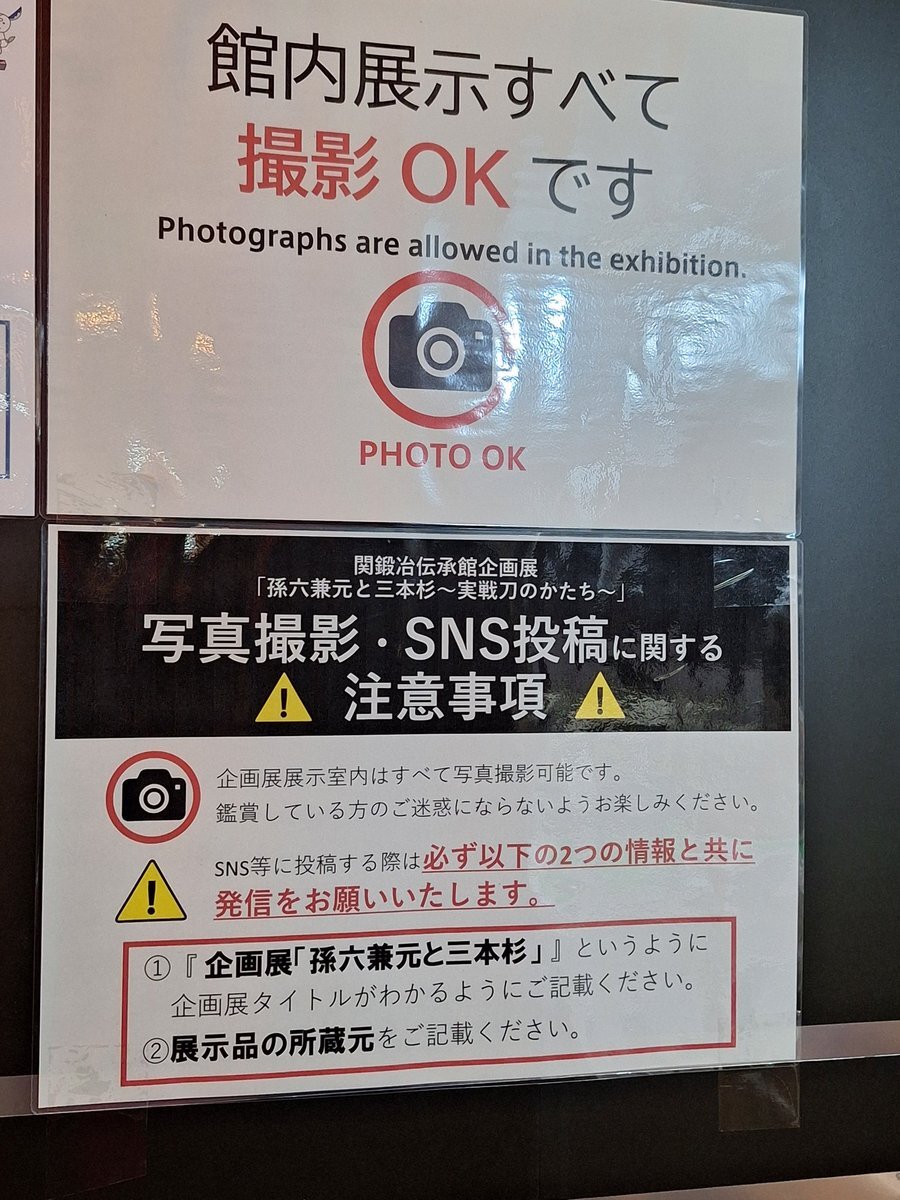 館内展示すべて
撮影 OK です
Photographs are allowed in the exhibition.
PHOTO OK
関鍛冶伝承館企画展
「孫六兼元と三本杉～実戦刀のかたち～」
写真撮影・SNS投稿に関する
注意事項
企画展展示室内はすべて写真撮影可能です。
鑑賞している方のご迷惑にならないようお楽しみください。
SNS等に投稿する際は必ず以下の2つの情報と共に
発信をお願いいたします。
①『 企画展「孫六兼元と三本杉」 』というように
企画展タイトルがわかるようにご記載ください。
②展示品の所蔵元をご記載ください。